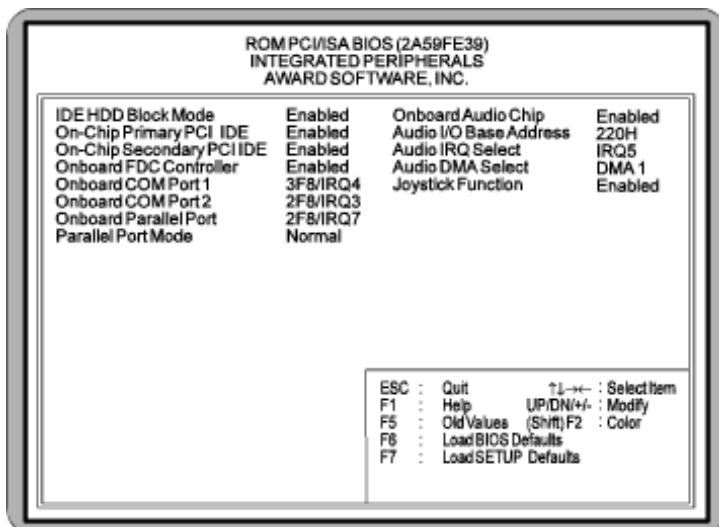 ROM PCI/ISA BIOS (2A59FE39)
INTEGRATED PERIPHERALS
AWARD SOFTWARE, INC.
IDE HDD Block Mode Enabled
On-Chip Primary PCI IDE Enabled
On-Chip Secondary PCI IDE Enabled
Onboard FDC Controller Enabled
Onboard COM Port 1 3F8/IRQ4
Onboard COM Port 2 2F8/IRQ3
Onboard Parallel Port 2F8/IRQ7
Parallel Port Mode Normal
Onboard Audio Chip Enabled
Audio I/O Base Address 220H
Audio IRQ Select IRQ5
Audio DMA Select DMA 1
Joystick Function Enabled
ESC : Quit ↑↓→← : Select Item
F1 : Help UP/DN/+/- : Modify
F5 : Old Values (Shift) F2 : Color
F6 : Load BIOS Defaults
F7 : Load SETUP Defaults